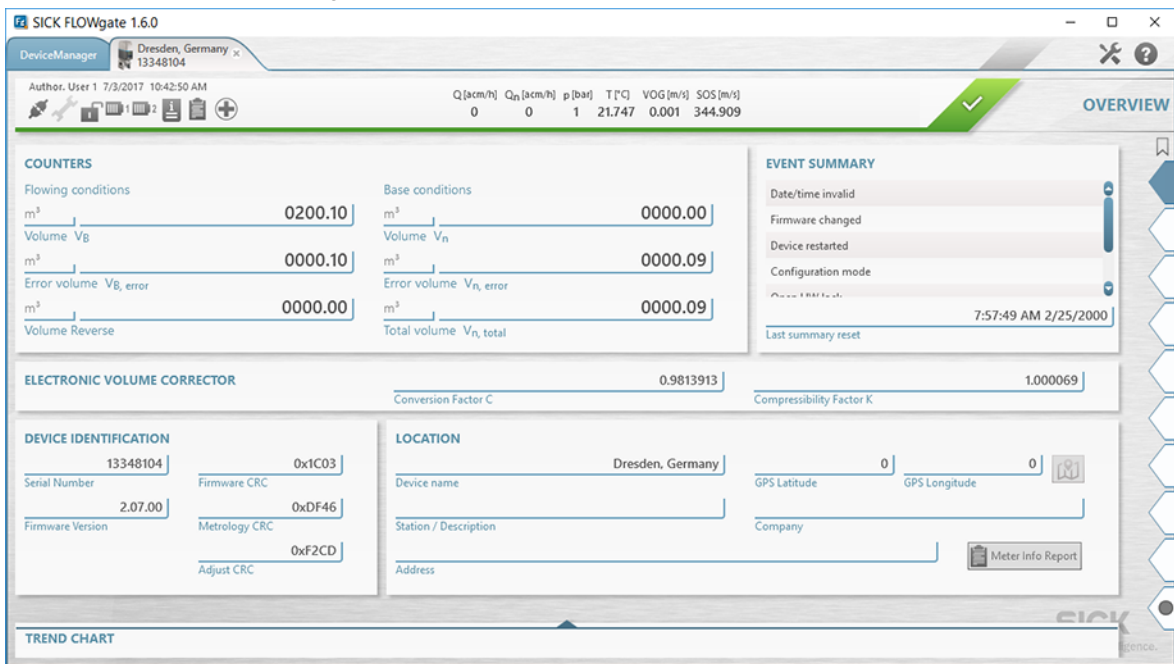 SICK FLOWgate 1.6.0
DeviceManager
Dresden, Germany
13348104
Author. User 1 7/3/2017 10:42:50 AM
1 2
Q [acm/h] Qn [acm/h] p [bar] T [°C] VOG [m/s] SOS [m/s]
0 0 1 21.747 0.001 344.909
OVERVIEW
COUNTERS
Flowing conditions
m³ 0200.10
Volume VB
m³ 0000.10
Error volume VB, error
m³ 0000.00
Volume Reverse
Base conditions
m³ 0000.00
Volume Vn
m³ 0000.09
Error volume Vn, error
m³ 0000.09
Total volume Vn, total
EVENT SUMMARY
Date/time invalid
Firmware changed
Device restarted
Configuration mode
7:57:49 AM 2/25/2000
Last summary reset
ELECTRONIC VOLUME CORRECTOR
0.9813913
Conversion Factor C
1.000069
Compressibility Factor K
DEVICE IDENTIFICATION
13348104
Serial Number
0x1C03
Firmware CRC
2.07.00
Firmware Version
0xDF46
Metrology CRC
0xF2CD
Adjust CRC
LOCATION
Dresden, Germany
Device name
0
GPS Latitude
0
GPS Longitude
Station / Description
Company
Address
Meter Info Report
SICK
TREND CHART